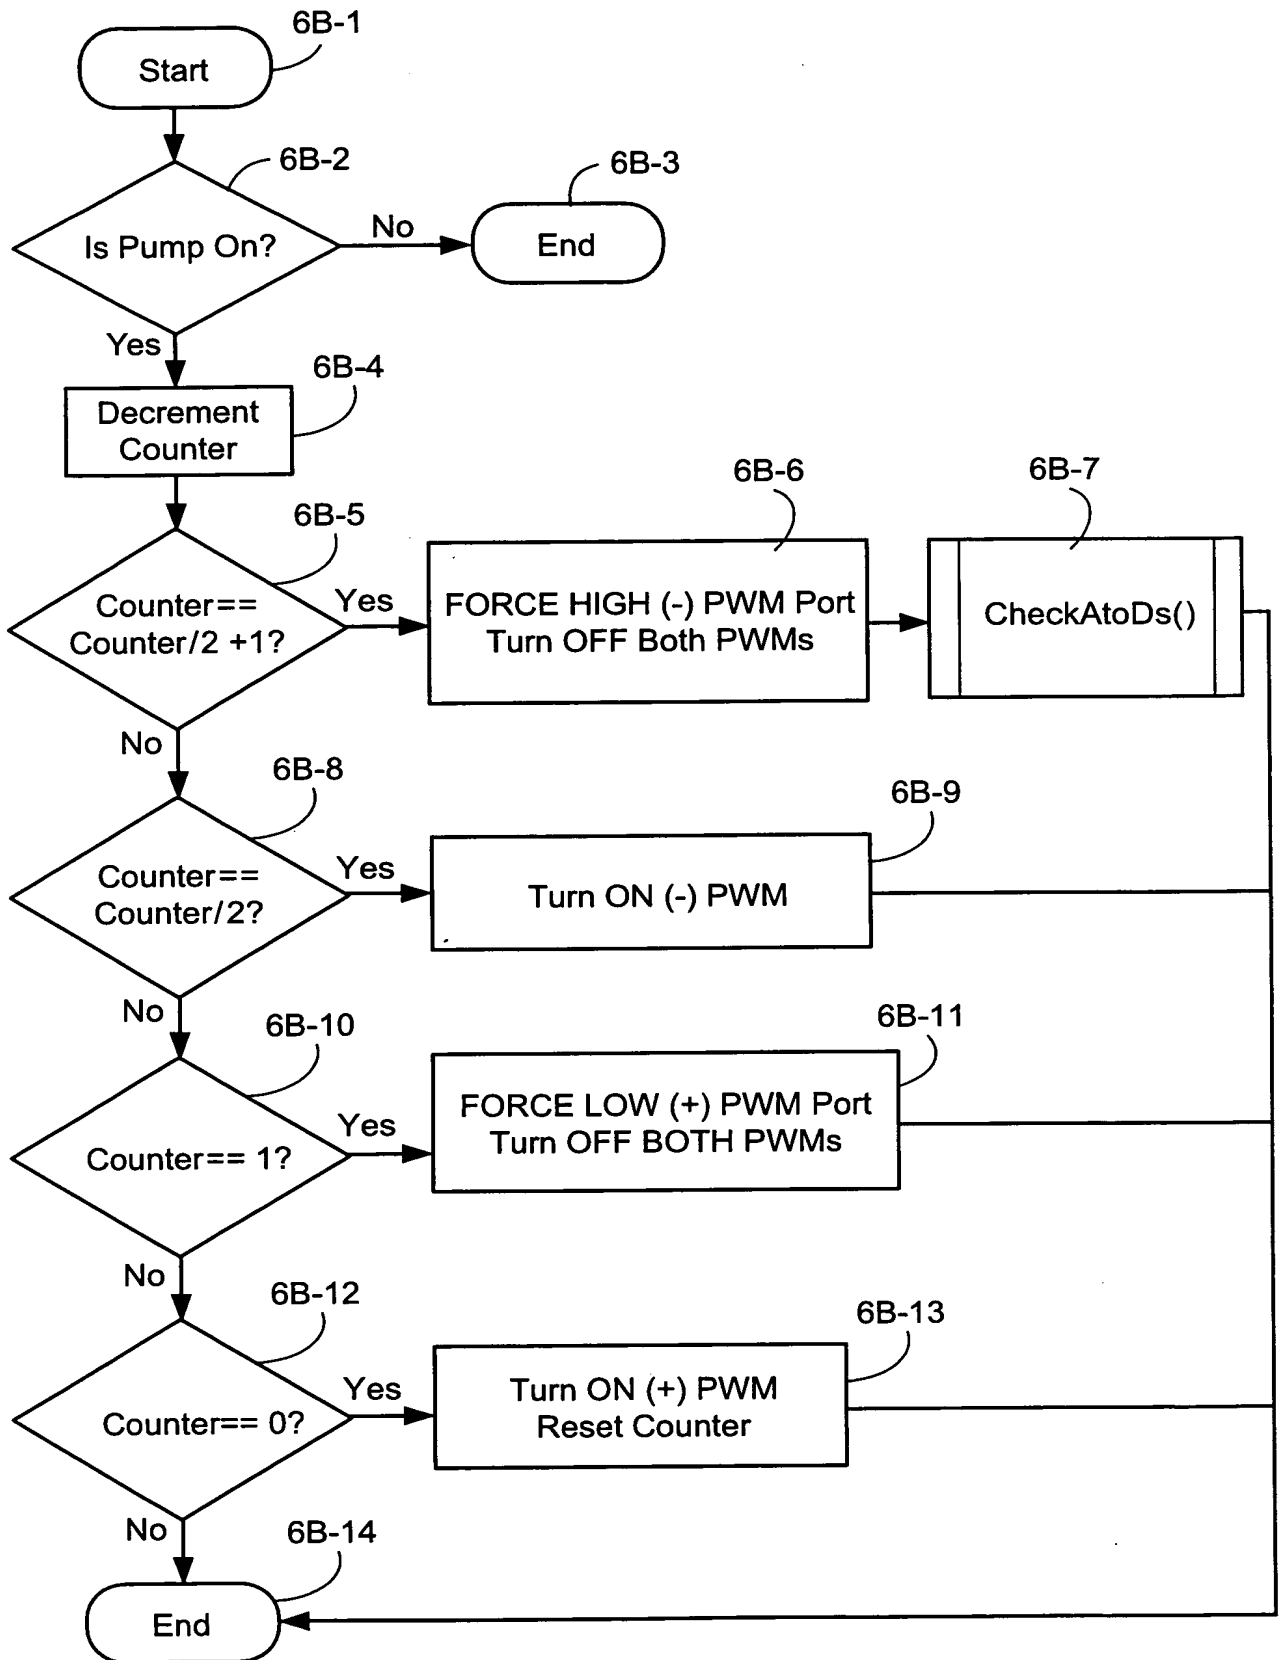 6B-1
Start
6B-2
Is Pump On?
No
6B-3
End
Yes
6B-4
Decrement
Counter
6B-5
Counter==
Counter/2 +1?
Yes
6B-6
FORCE HIGH (-) PWM Port
Turn OFF Both PWMs
6B-7
CheckAtoDs()
No
6B-8
Counter==
Counter/2?
Yes
6B-9
Turn ON (-) PWM
No
6B-10
Counter== 1?
Yes
6B-11
FORCE LOW (+) PWM Port
Turn OFF BOTH PWMs
No
6B-12
Counter== 0?
Yes
6B-13
Turn ON (+) PWM
Reset Counter
No
6B-14
End